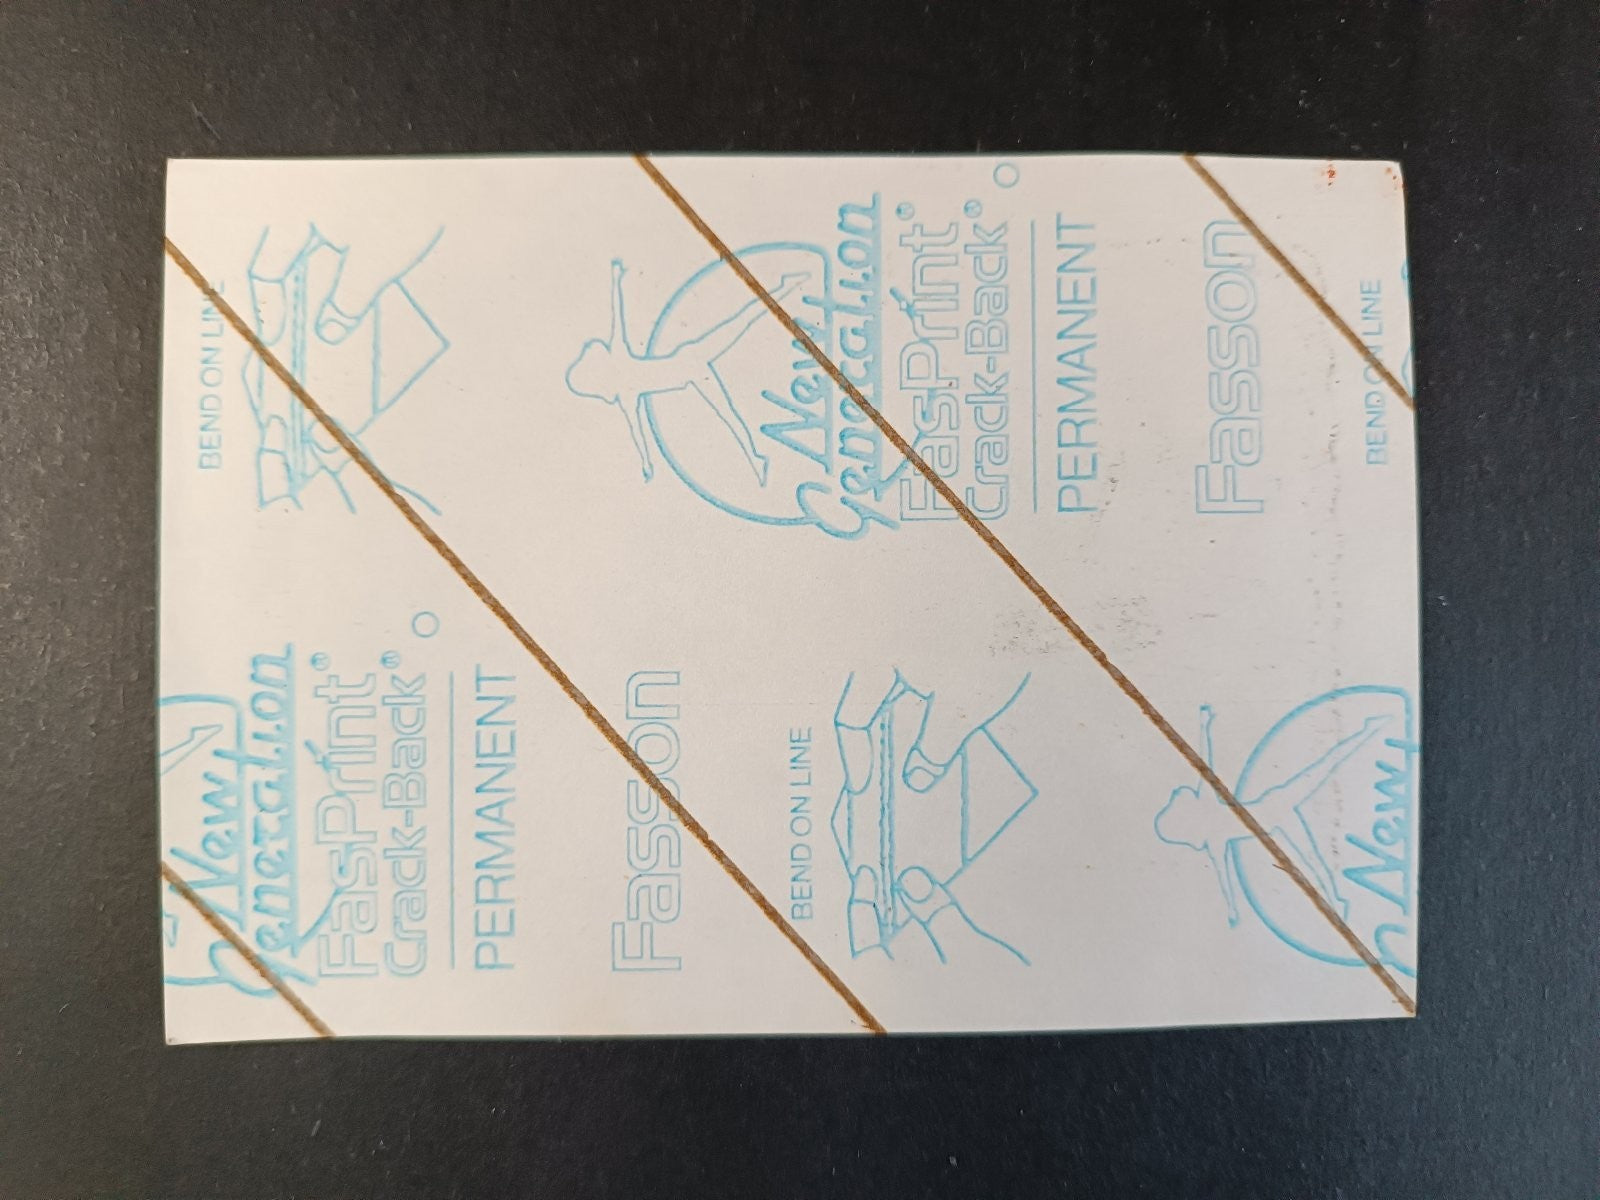 BEND ON LINE
New
Generation
FasPrint®
Crack-Back®
PERMANENT
Fasson
BEND ON LINE
New
Generation
FasPrint®
Crack-Back®
PERMANENT
Fasson
BEND ON LINE
New